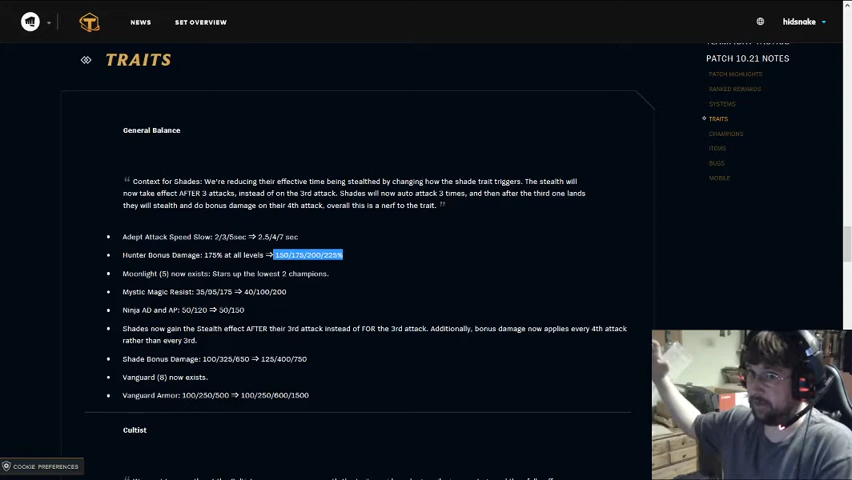 NEWS
SET OVERVIEW
hidsnake
TRAITS
PATCH 10.21 NOTES
PATCH HIGHLIGHTS
RANKED REWARDS
SYSTEMS
TRAITS
CHAMPIONS
ITEMS
BUGS
MOBILE
General Balance
“ Context for Shades: We're reducing their effective time being stealthed by changing how the shade trait triggers. The stealth will
now take effect AFTER 3 attacks, instead of on the 3rd attack. Shades will now auto attack 3 times, and then after the third one lands
they will stealth and do bonus damage on their 4th attack, overall this is a nerf to the trait. ”
• Adept Attack Speed Slow: 2/3/5sec ⇒ 2.5/4/7 sec
• Hunter Bonus Damage: 175% at all levels ⇒ 150/175/200/225%
• Moonlight (5) now exists: Stars up the lowest 2 champions.
• Mystic Magic Resist: 35/95/175 ⇒ 40/100/200
• Ninja AD and AP: 50/120 ⇒ 50/150
• Shades now gain the Stealth effect AFTER their 3rd attack instead of FOR the 3rd attack. Additionally, bonus damage now applies every 4th attack
rather than every 3rd.
• Shade Bonus Damage: 100/325/650 ⇒ 125/400/750
• Vanguard (8) now exists.
• Vanguard Armor: 100/250/500 ⇒ 100/250/600/1500
Cultist
COOKIE PREFERENCES